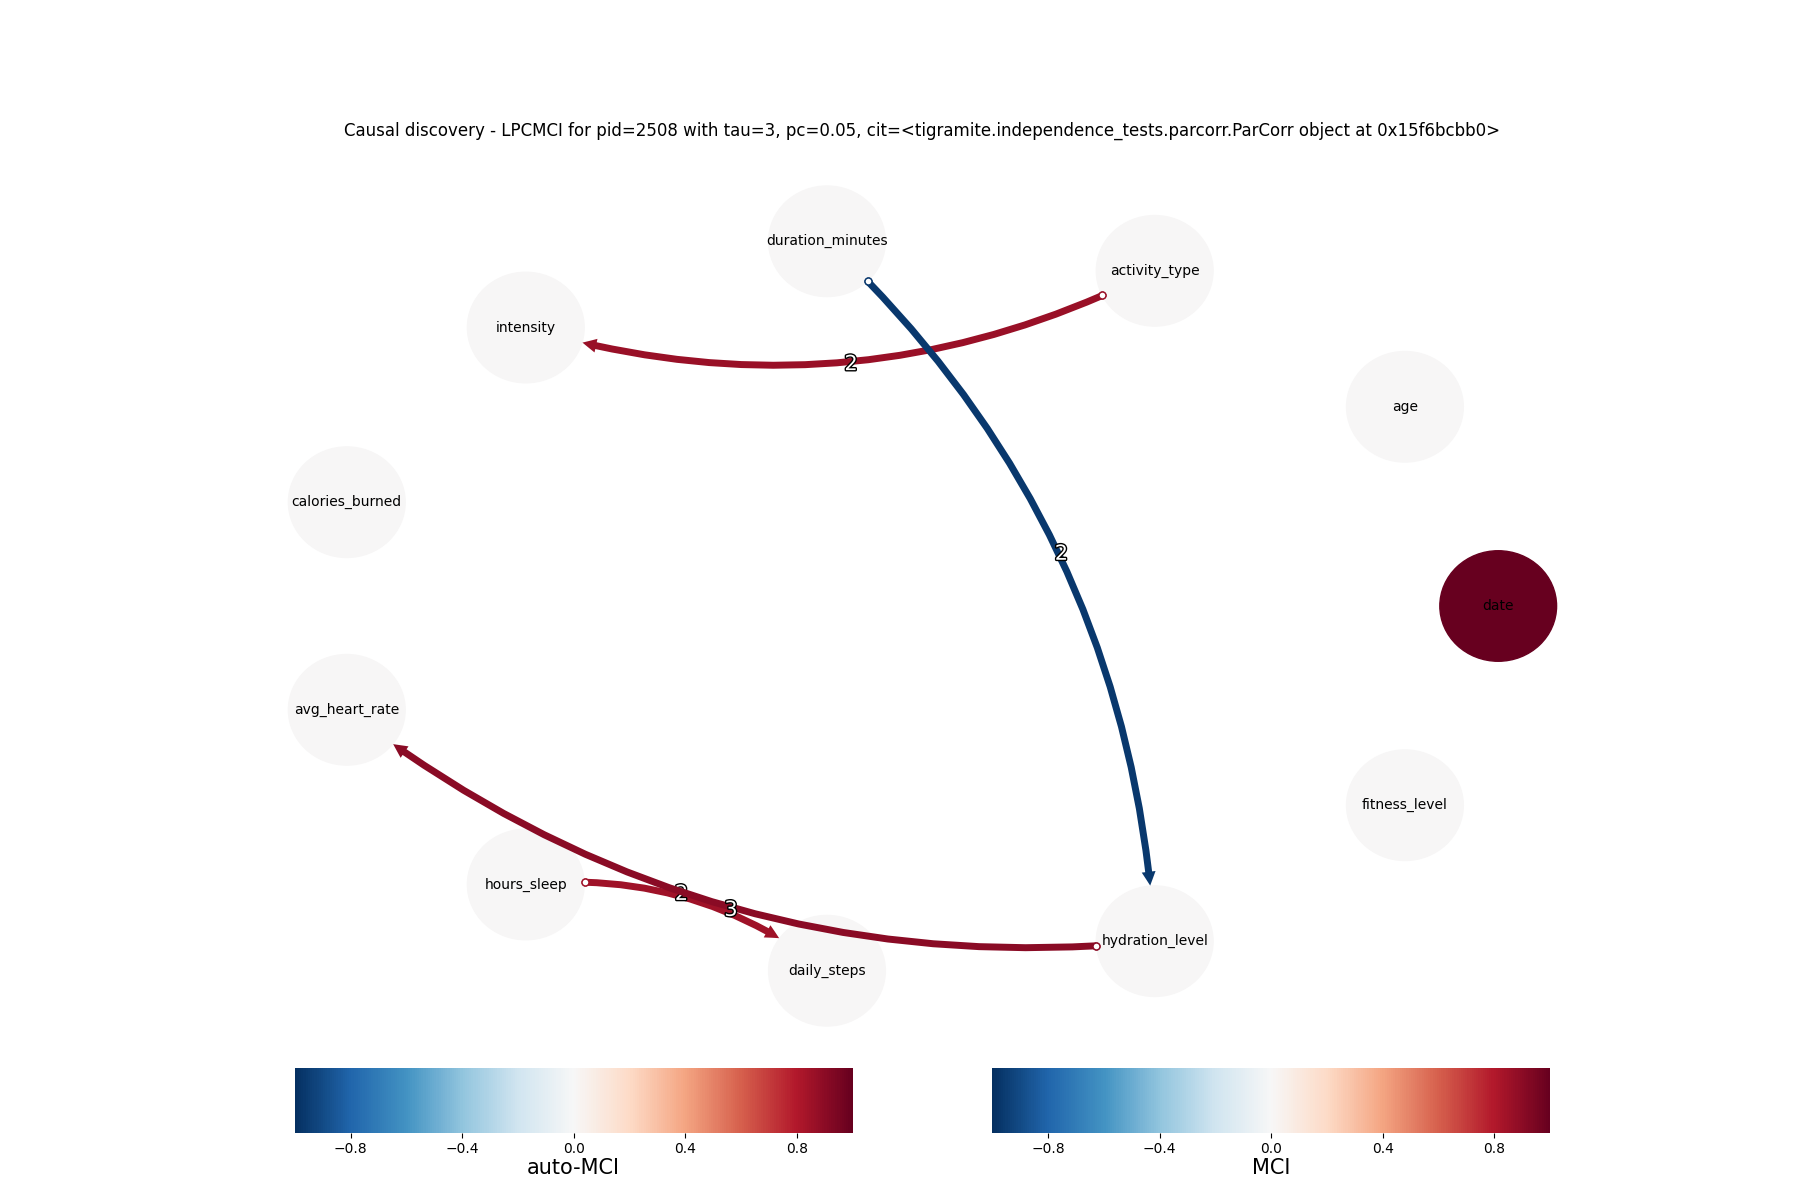 Causal discovery - LPCMCI for pid=2508 with tau=3, pc=0.05, cit=<tigramite.independence_tests.parcorr.ParCorr object at 0x15f6bcbb0>
duration_minutes
activity_type
intensity
2
age
calories_burned
2
date
avg_heart_rate
fitness_level
hours_sleep
2
3
hydration_level
daily_steps
−0.8 −0.4 0.0 0.4 0.8
auto-MCI
−0.8 −0.4 0.0 0.4 0.8
MCI